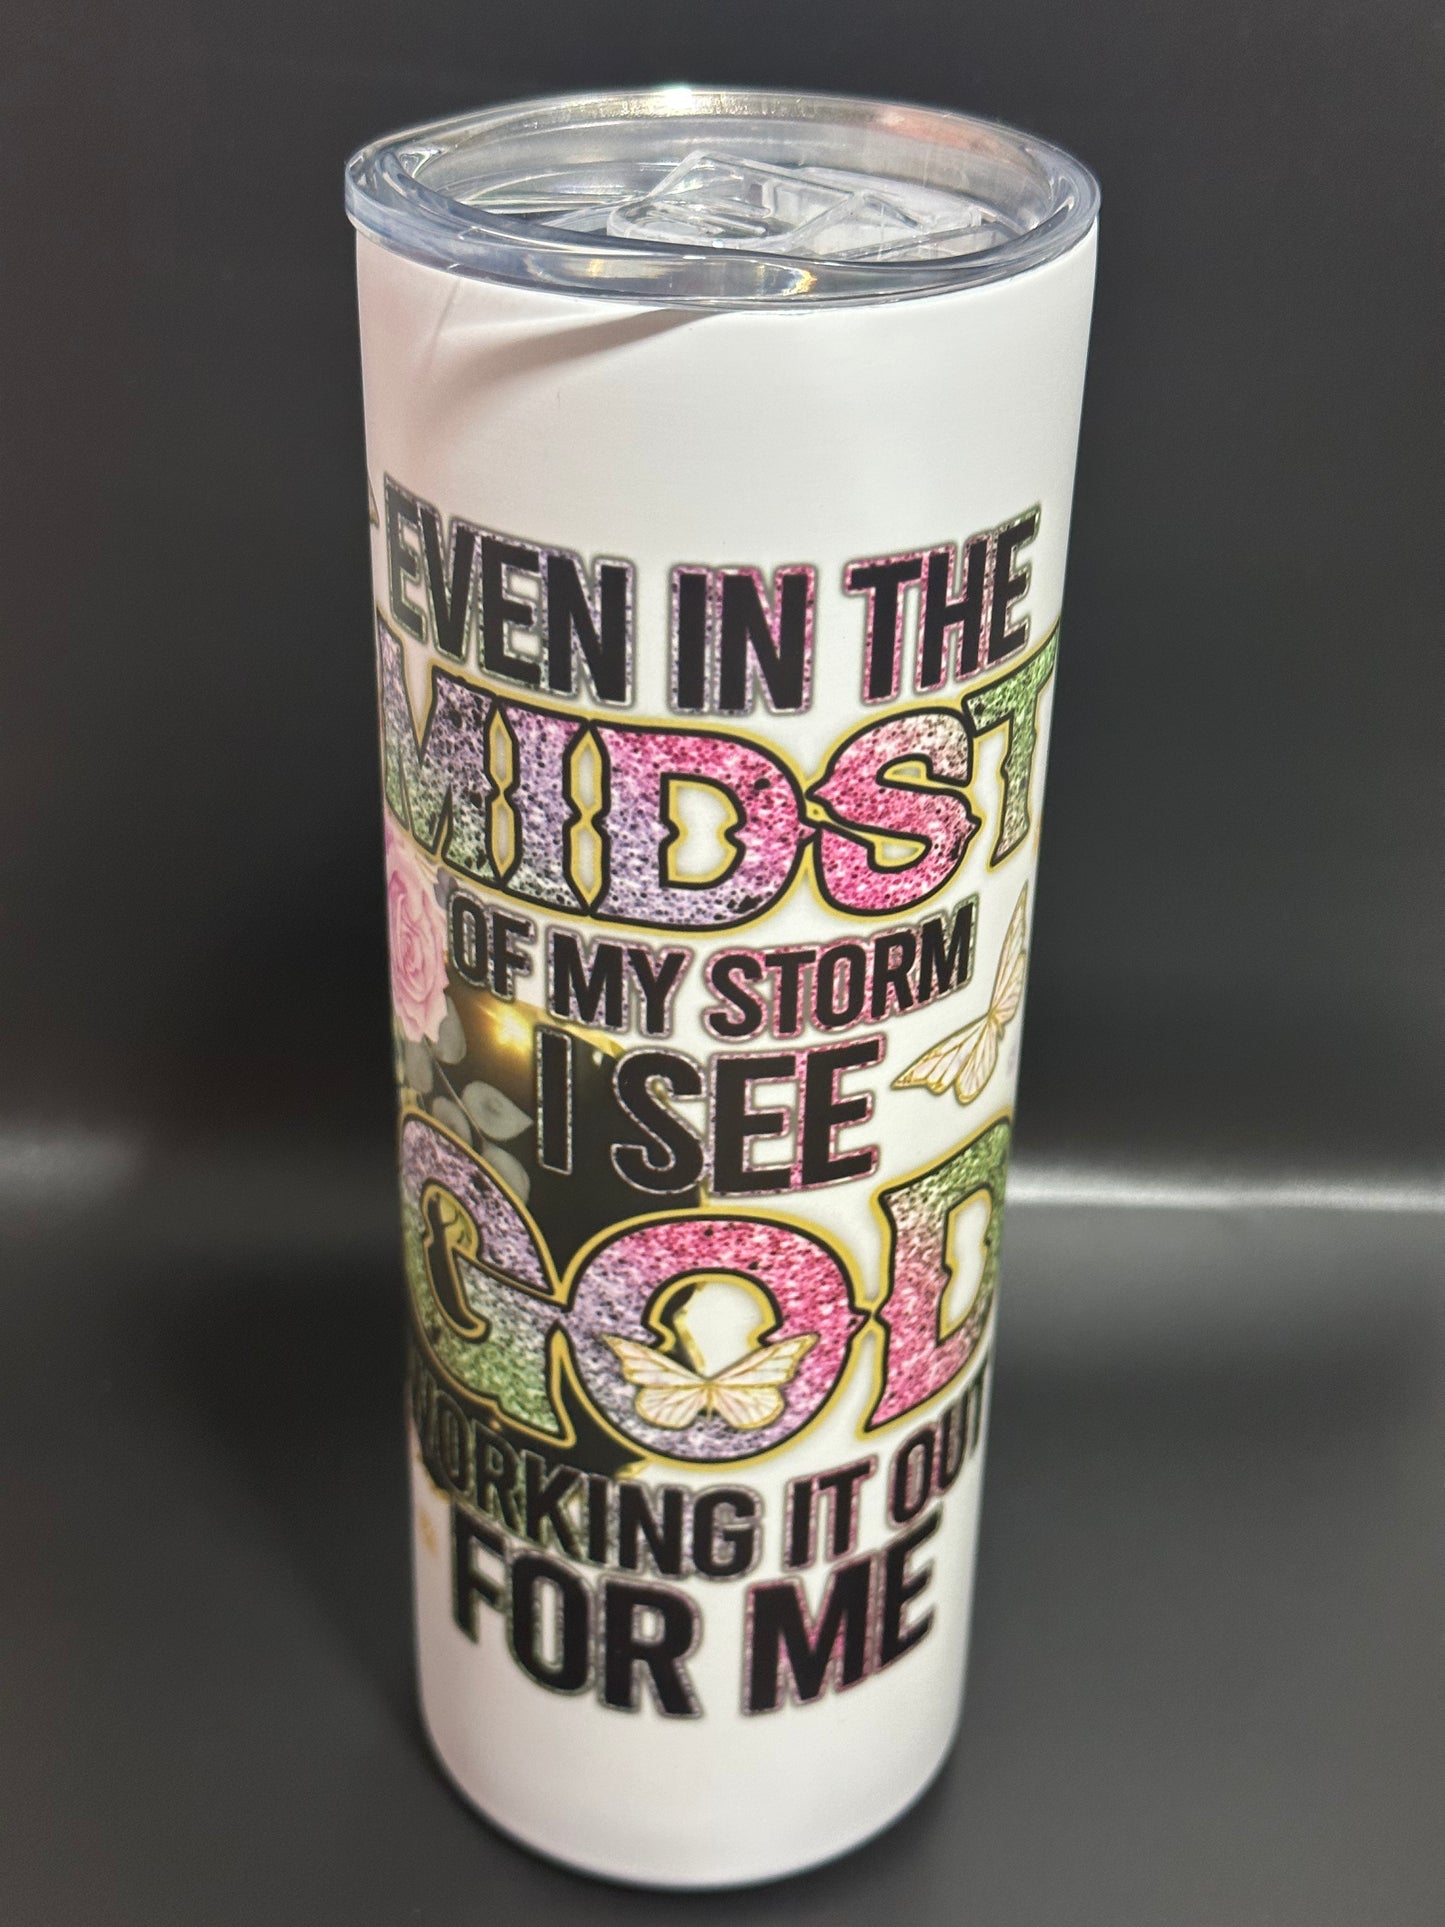 EVEN IN THE
MIDST
OF MY STORM
I SEE
GOD
WORKING IT OUT
FOR ME